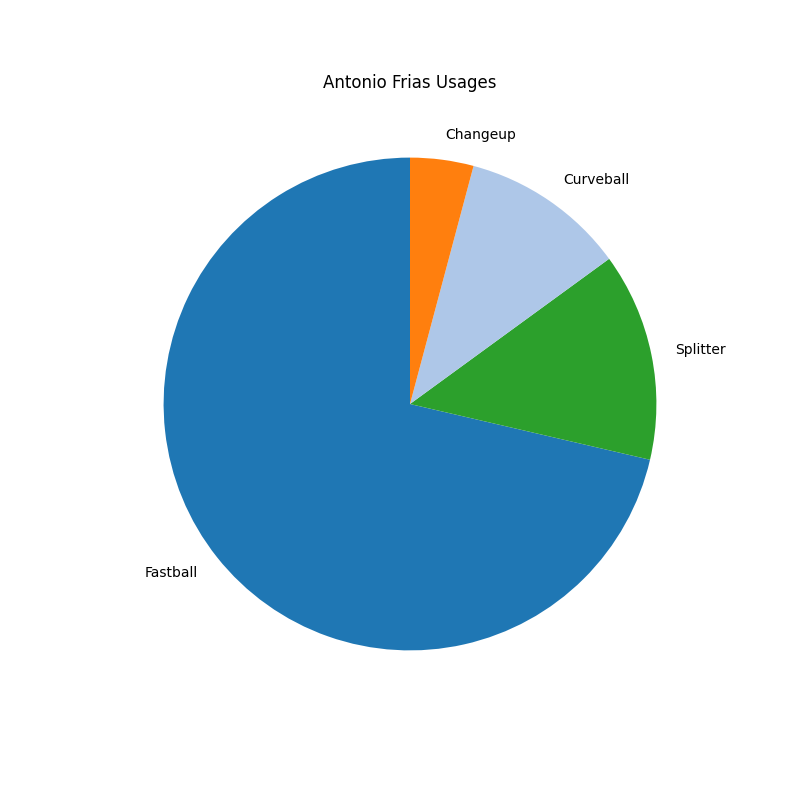 Antonio Frias Usages
Changeup
Curveball
Splitter
Fastball